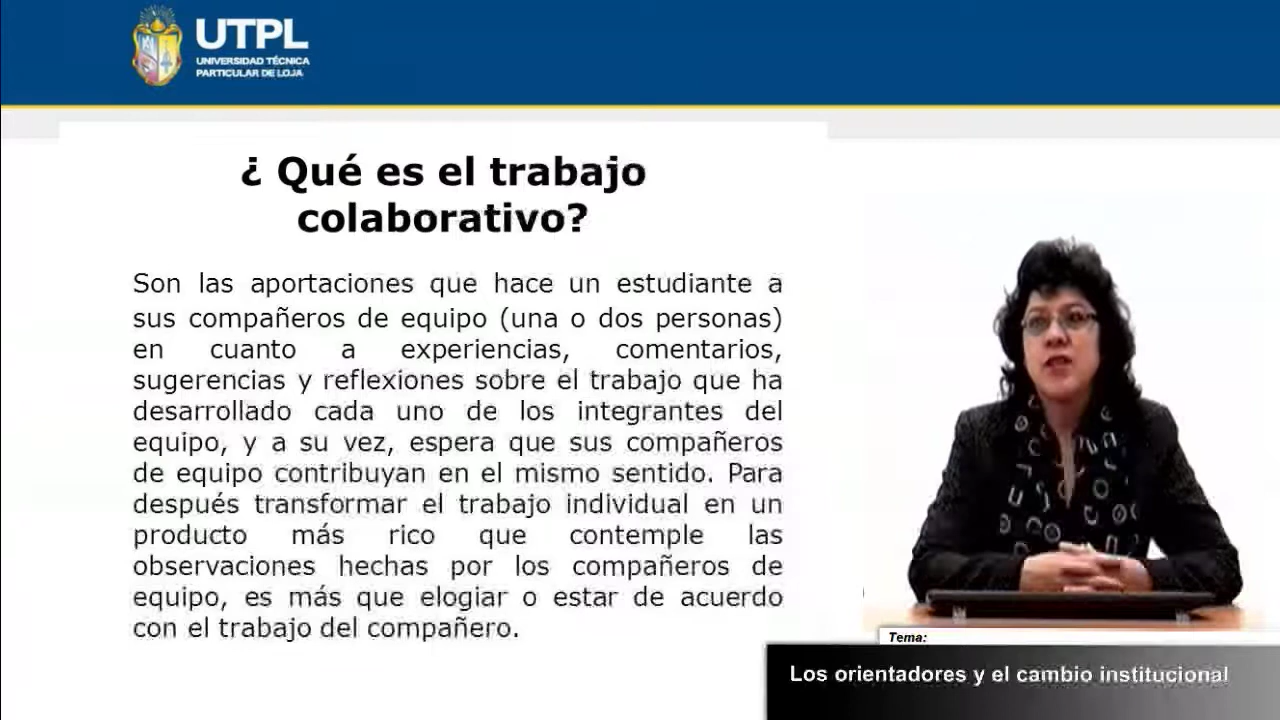 UTPL
UNIVERSIDAD TÉCNICA
PARTICULAR DE LOJA
¿ Qué es el trabajo
colaborativo?
Son las aportaciones que hace un estudiante a
sus compañeros de equipo (una o dos personas)
en cuanto a experiencias, comentarios,
sugerencias y reflexiones sobre el trabajo que ha
desarrollado cada uno de los integrantes del
equipo, y a su vez, espera que sus compañeros
de equipo contribuyan en el mismo sentido. Para
después transformar el trabajo individual en un
producto más rico que contemple las
observaciones hechas por los compañeros de
equipo, es más que elogiar o estar de acuerdo
con el trabajo del compañero.
Tema:
Los orientadores y el cambio institucional